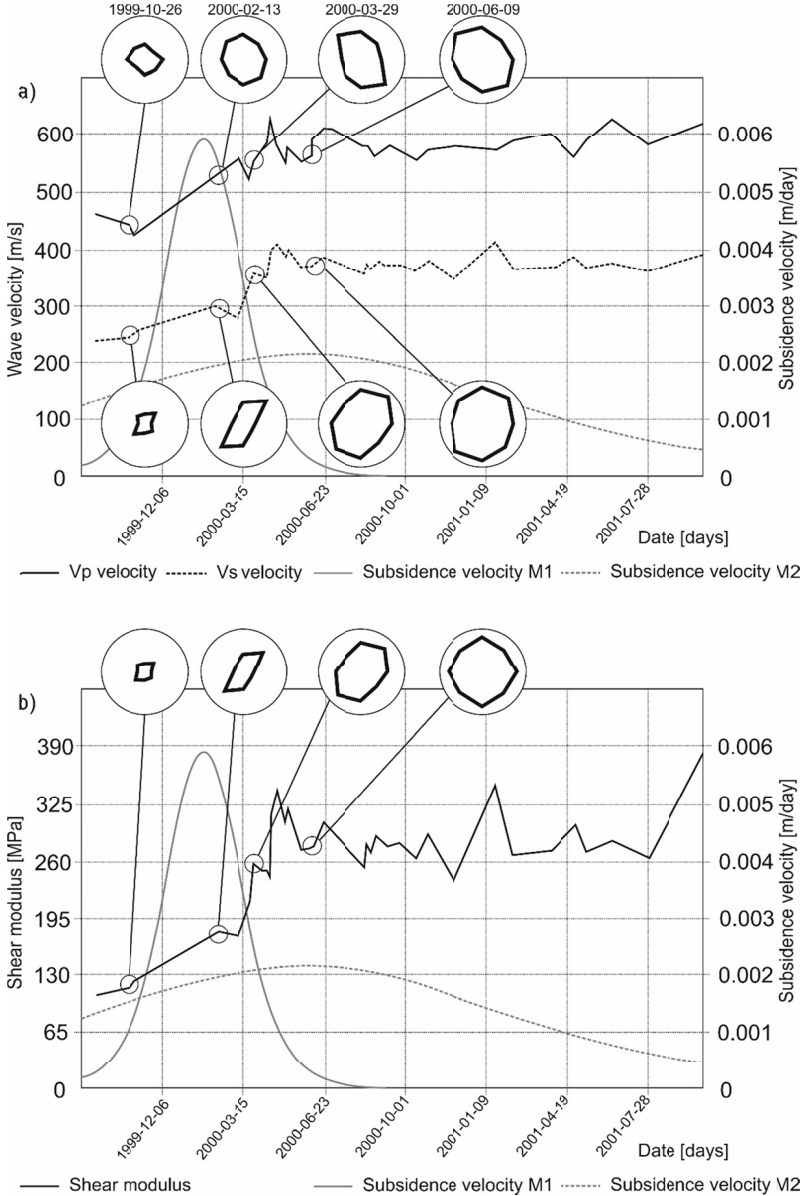 1999-10-26 2000-02-13 2000-03-29 2000-06-09
a)
600
500
400
300
200
100
0
Wave velocity [m/s]
0.006
0.005
0.004
0.003
0.002
0.001
0
Subsidence velocity [m/day]
1999-12-06 2000-03-15 2000-06-23 2000-10-01 2001-01-09 2001-04-19 2001-07-28
Date [days]
Vp velocity Vs velocity Subsidence velocity M1 Subsidence velocity M2
b)
390
325
260
195
130
65
0
Shear modulus [MPa]
0.006
0.005
0.004
0.003
0.002
0.001
0
Subsidence velocity [m/day]
1999-12-06 2000-03-15 2000-06-23 2000-10-01 2001-01-09 2001-04-19 2001-07-28
Date [days]
Shear modulus Subsidence velocity M1 Subsidence velocity M2